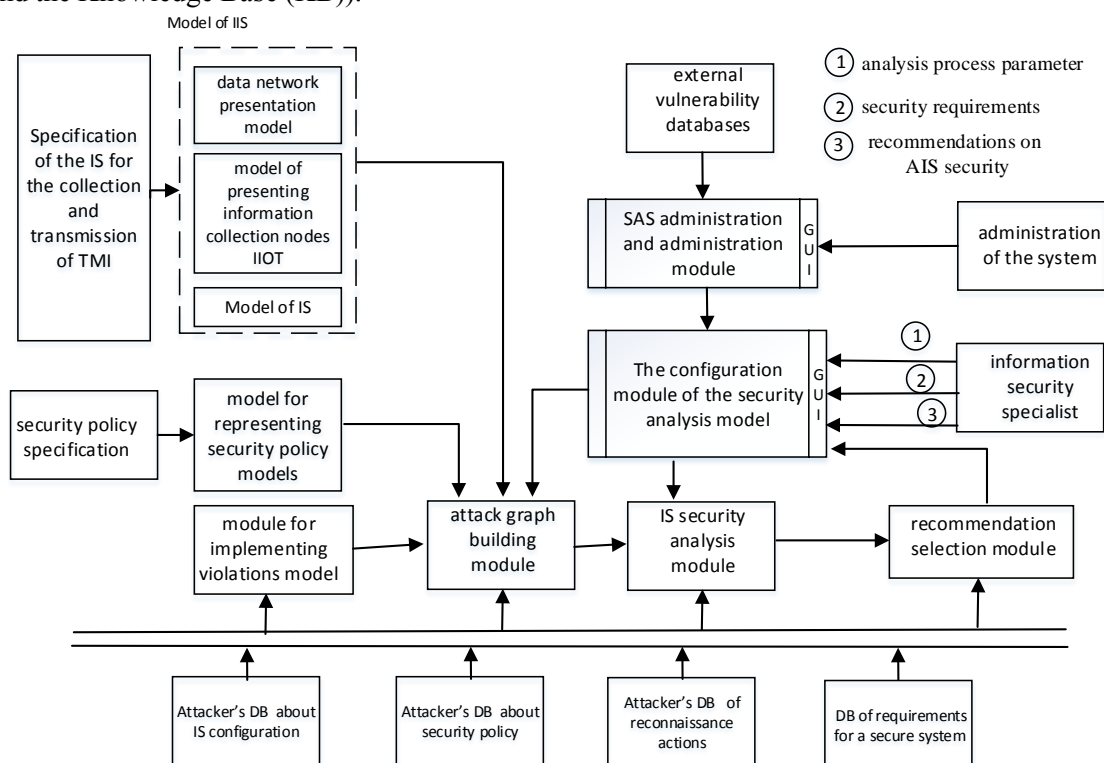 Model of IIS
Specification
of the IS for
the collection
and
transmission
of TMI
data network
presentation
model
model of
presenting
information
collection nodes
IIOT
Model of IS
external
vulnerability
databases
1 analysis process parameter
2 security requirements
3 recommendations on
AIS security
SAS administration
and administration
module
GUI
administration
of the system
The configuration
module of the security
analysis model
GUI
1
2
3
information
security
specialist
security policy
specification
model for
representing
security policy
models
module for
implementing
violations model
attack graph
building
module
IS security
analysis
module
recommendation
selection module
Attacker's DB about
IS configuration
Attacker's DB about
security policy
Attacker's DB of
reconnaissance
actions
DB of requirements
for a secure system